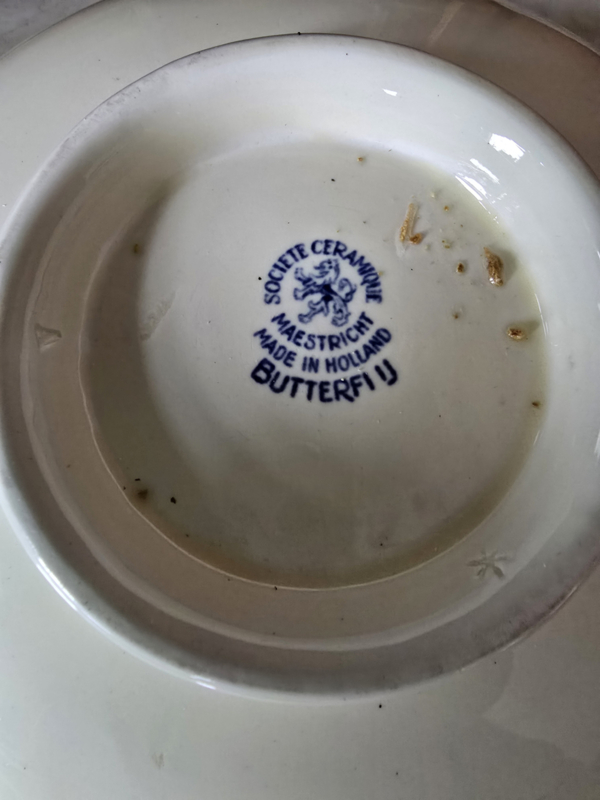 SOCIETE CERAMIQUE
MAESTRICHT
MADE IN HOLLAND
BUTTERFLIJ